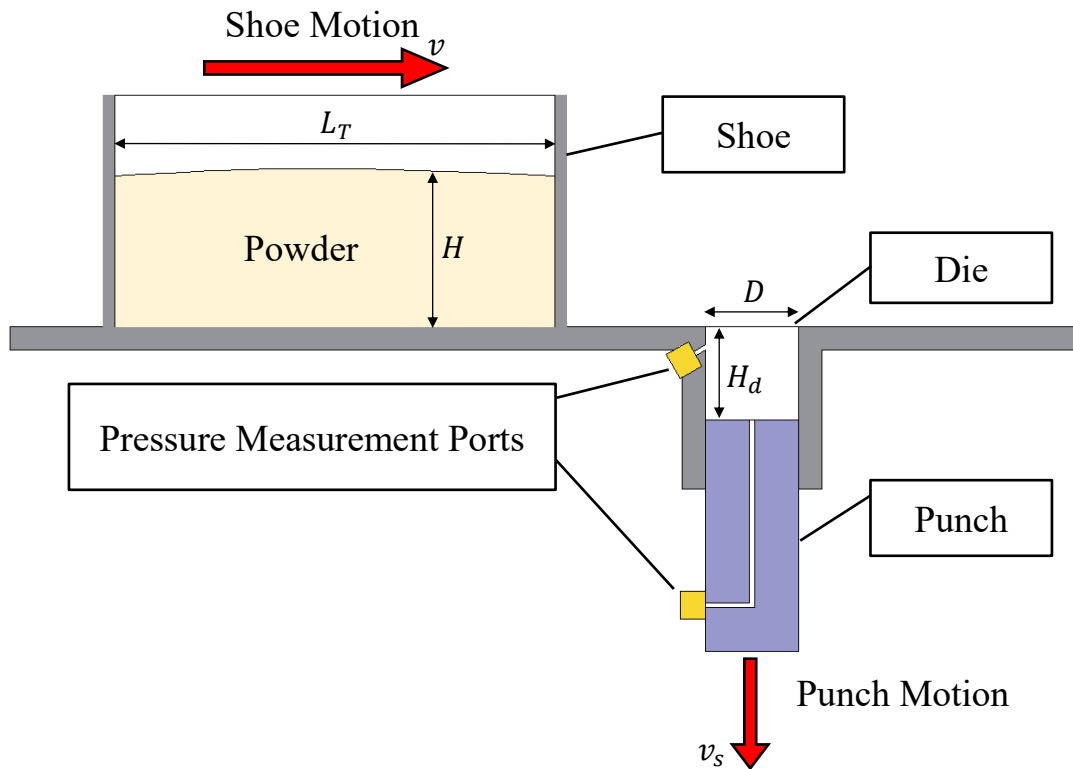 Shoe Motion
v
L_T
Shoe
Powder
H
Die
D
H_d
Pressure Measurement Ports
Punch
Punch Motion
v_s